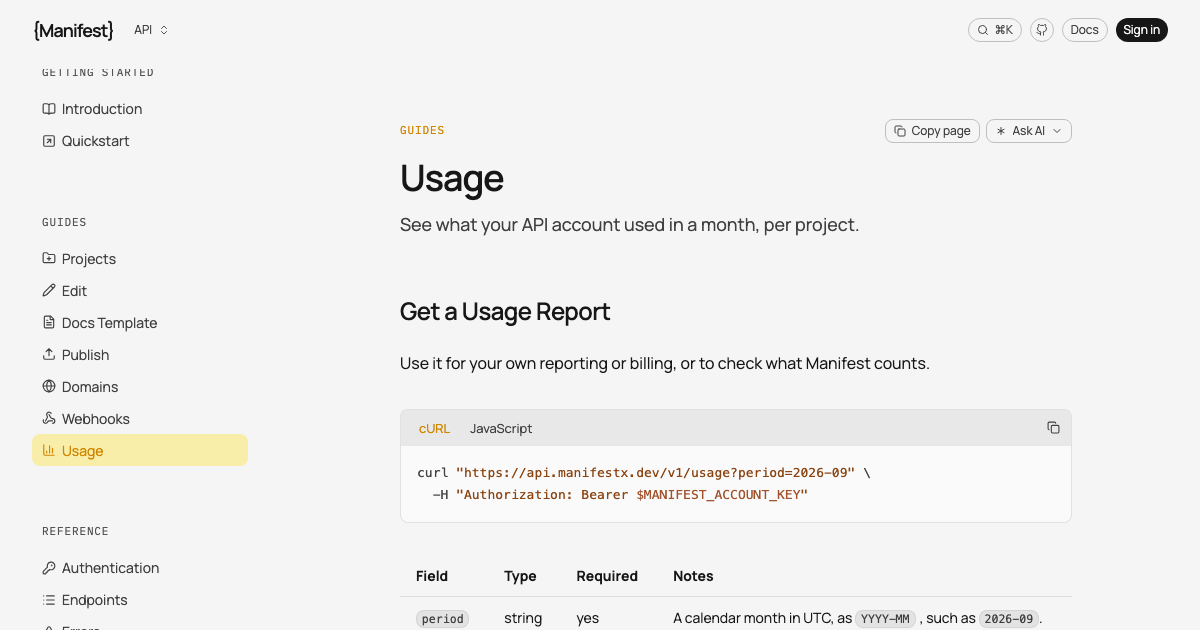 {Manifest}
API
⌘K
Docs
Sign in
GETTING STARTED
Introduction
Quickstart
GUIDES
Projects
Edit
Docs Template
Publish
Domains
Webhooks
Usage
REFERENCE
Authentication
Endpoints
Errors
GUIDES
Copy page
Ask AI
Usage
See what your API account used in a month, per project.
Get a Usage Report
Use it for your own reporting or billing, or to check what Manifest counts.
cURL JavaScript
curl "https://api.manifestx.dev/v1/usage?period=2026-09" \
-H "Authorization: Bearer $MANIFEST_ACCOUNT_KEY"
Field Type Required Notes
period string yes A calendar month in UTC, as YYYY-MM , such as 2026-09.